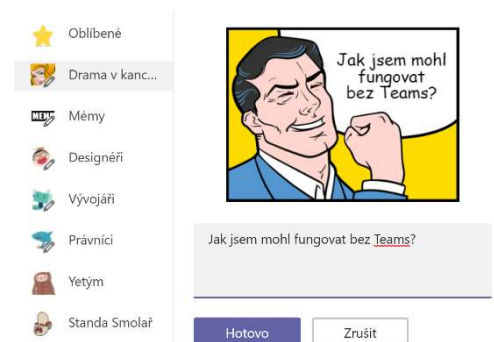 Oblíbené
Drama v kanc...
MEME
Mémy
Designéři
Vývojáři
Právníci
Yetým
Standa Smolař
Jak jsem mohl
fungovat
bez Teams?
Jak jsem mohl fungovat bez Teams?
Hotovo
Zrušit